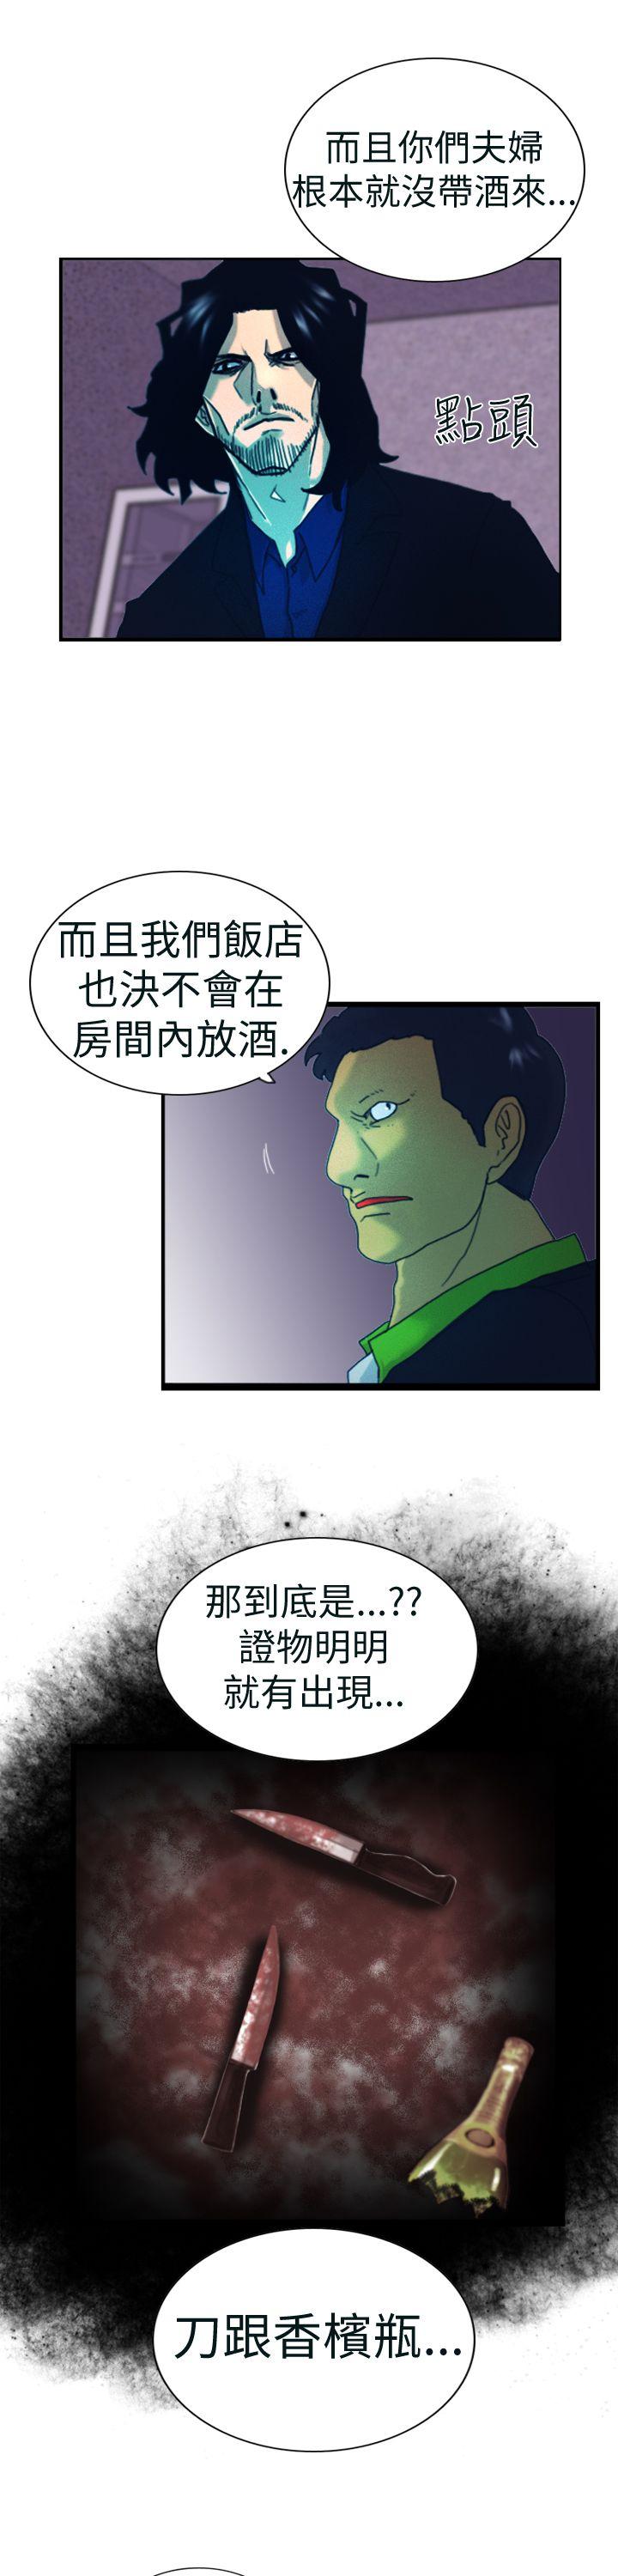 而且你們夫婦
根本就沒帶酒來...
點頭
而且我們飯店
也決不會在
房間內放酒.
那到底是...??
證物明明
就有出現...
刀跟香檳瓶...